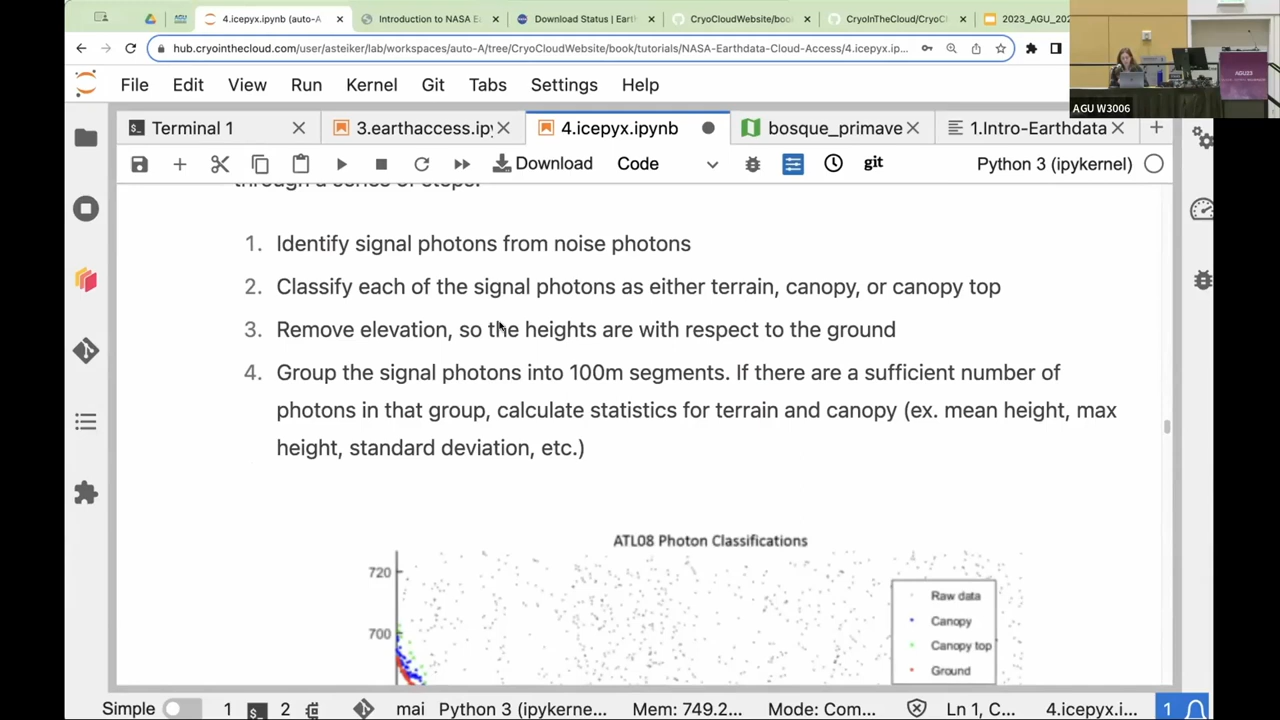 4.icepyx.ipynb (auto-A
Introduction to NASA E
Download Status | Eart
CryoCloudWebsite/boo
CryoInTheCloud/CryoC
2023_AGU_202
hub.cryointhecloud.com/user/asteiker/lab/workspaces/auto-A/tree/CryoCloudWebsite/book/tutorials/NASA-Earthdata-Cloud-Access/4.icepyx.ip...
AGU23
AGU W3006
File Edit View Run Kernel Git Tabs Settings Help
Terminal 1
3.earthaccess.ipy
4.icepyx.ipynb
bosque_primave
1.Intro-Earthdata
Download
Code
git
Python 3 (ipykernel)
through a series of steps.
1. Identify signal photons from noise photons
2. Classify each of the signal photons as either terrain, canopy, or canopy top
3. Remove elevation, so the heights are with respect to the ground
4. Group the signal photons into 100m segments. If there are a sufficient number of
photons in that group, calculate statistics for terrain and canopy (ex. mean height, max
height, standard deviation, etc.)
ATL08 Photon Classifications
720
700
Raw data
Canopy
Canopy top
Ground
Simple
1
2
mai
Python 3 (ipykerne...
Mem: 749.2...
Mode: Com...
Ln 1, C...
4.icepyx.i...
1